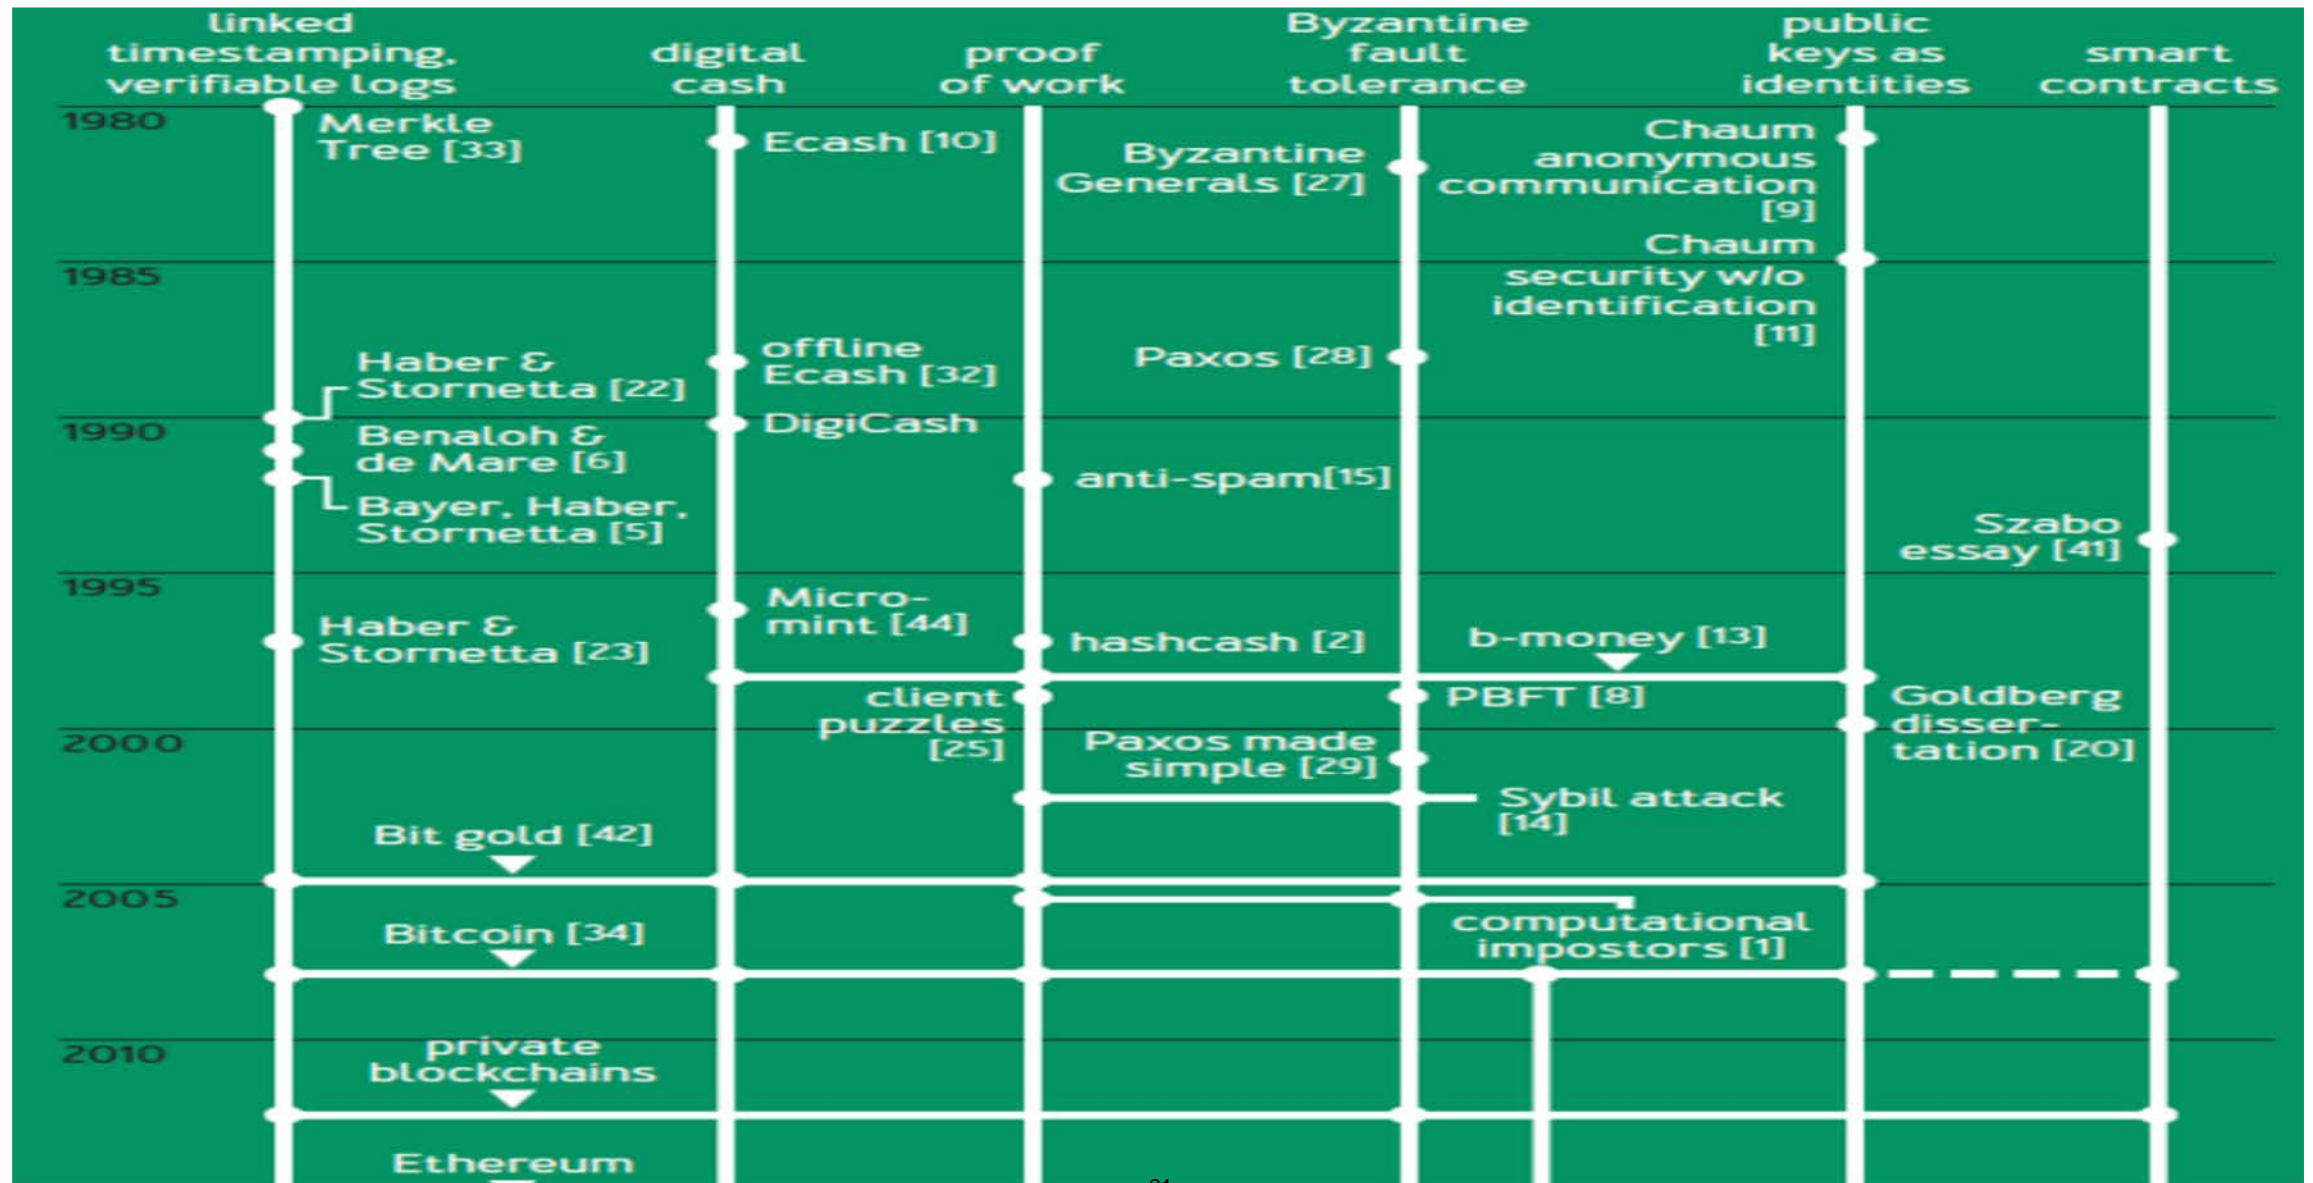 linked
timestamping,
verifiable logs
digital
cash
proof
of work
Byzantine
fault
tolerance
public
keys as
identities
smart
contracts
1980
Merkle
Tree [33]
Ecash [10]
Byzantine
Generals [27]
Chaum
anonymous
communication
[9]
1985
Chaum
security w/o
identification
[11]
Haber &
Stornetta [22]
offline
Ecash [32]
Paxos [28]
1990
Benaloh &
de Mare [6]
DigiCash
Bayer, Haber,
Stornetta [5]
anti-spam[15]
Szabo
essay [41]
1995
Haber &
Stornetta [23]
Micro-
mint [44]
hashcash [2]
b-money [13]
client
puzzles
[25]
PBFT [8]
Goldberg
disser-
tation [20]
2000
Paxos made
simple [29]
Sybil attack
[14]
Bit gold [42]
2005
computational
impostors [1]
Bitcoin [34]
2010
private
blockchains
Ethereum